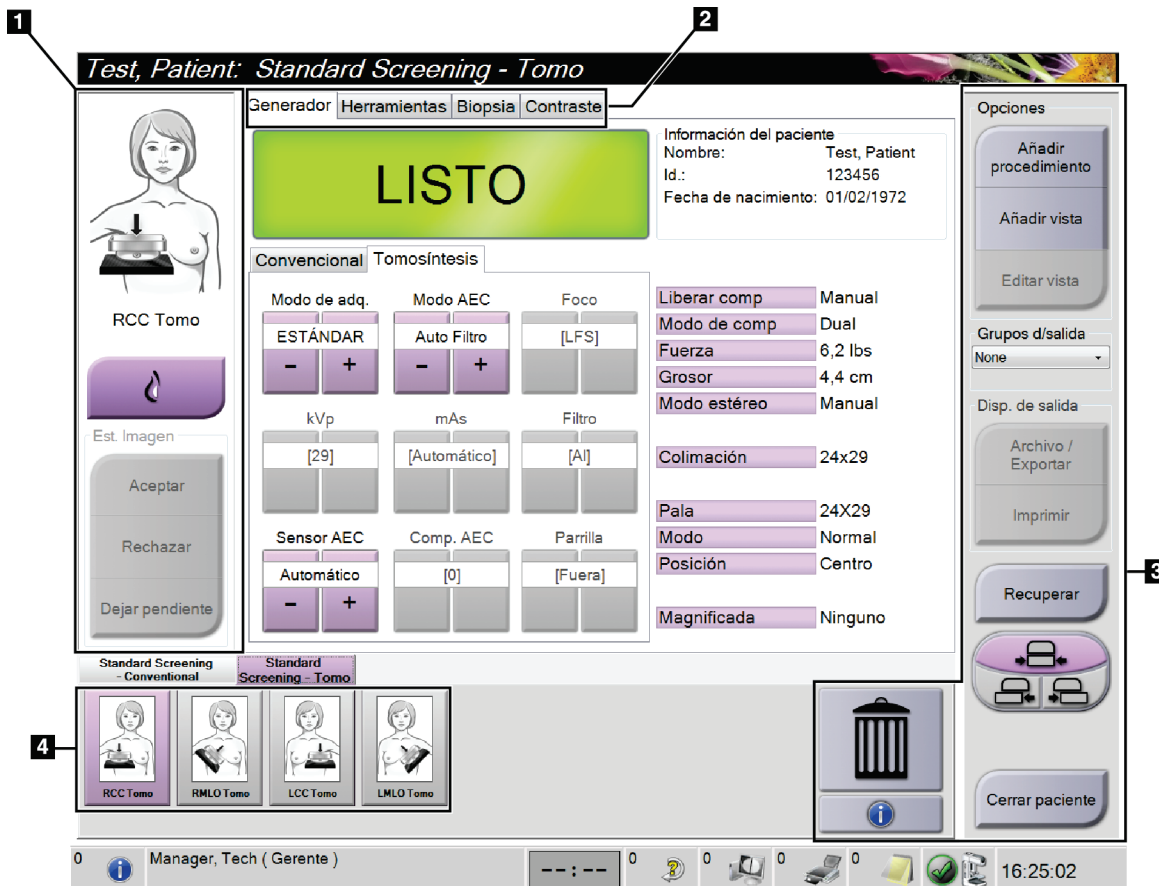 1
2
Test, Patient: Standard Screening - Tomo
Generador Herramientas Biopsia Contraste
LISTO
Información del paciente
Nombre: Test, Patient
Id.: 123456
Fecha de nacimiento: 01/02/1972
RCC Tomo
Est. Imagen
Aceptar
Rechazar
Dejar pendiente
Convencional Tomosíntesis
Modo de adq. Modo AEC Foco
ESTÁNDAR Auto Filtro [LFS]
- + - +
kVp mAs Filtro
[29] [Automático] [Al]
Sensor AEC Comp. AEC Parrilla
Automático [0] [Fuera]
- +
Liberar comp Manual
Modo de comp Dual
Fuerza 6,2 lbs
Grosor 4,4 cm
Modo estéreo Manual
Colimación 24x29
Pala 24X29
Modo Normal
Posición Centro
Magnificada Ninguno
Opciones
Añadir
procedimiento
Añadir vista
Editar vista
Grupos d/salida
None
Disp. de salida
Archivo /
Exportar
Imprimir
3
Recuperar
Cerrar paciente
Standard Screening
- Conventional
Standard
Screening - Tomo
4
RCC Tomo RMLO Tomo LCC Tomo LMLO Tomo
0 Manager, Tech ( Gerente ) --:-- 0 0 0 0 16:25:02